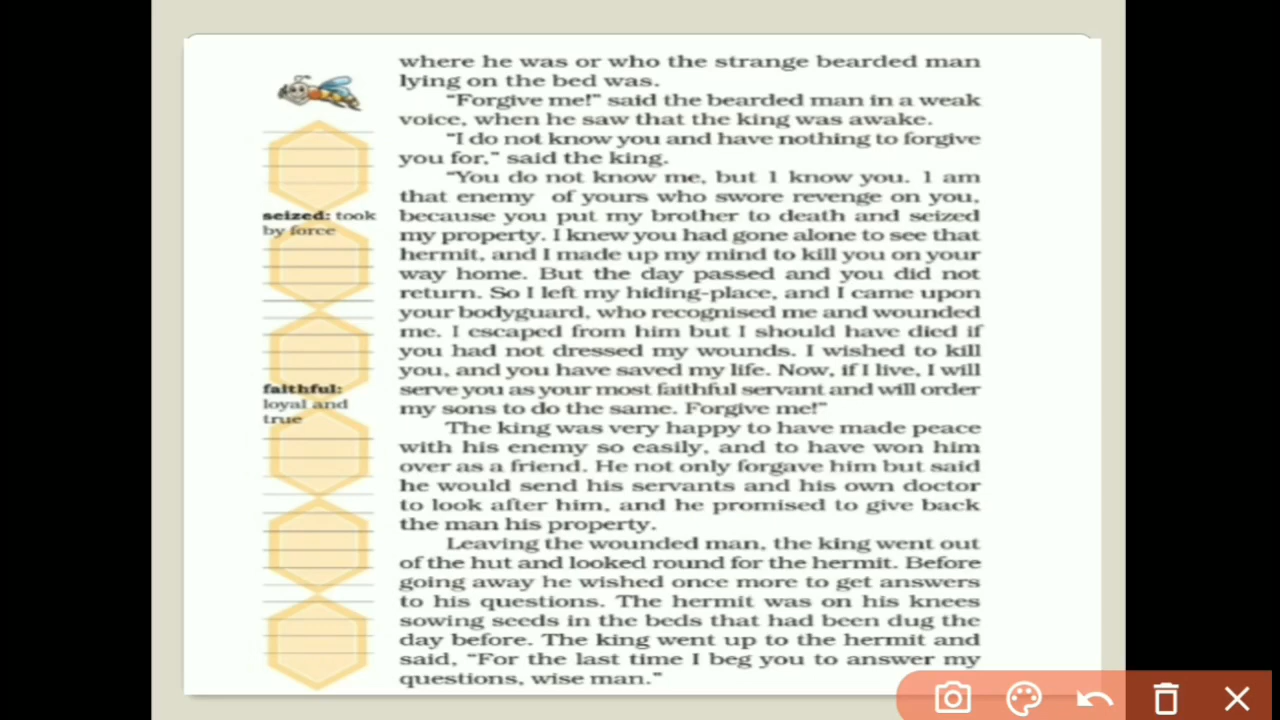 where he was or who the strange bearded man
lying on the bed was.
"Forgive me!" said the bearded man in a weak
voice, when he saw that the king was awake.
"I do not know you and have nothing to forgive
you for," said the king.
"You do not know me, but 1 know you. 1 am
that enemy of yours who swore revenge on you,
because you put my brother to death and seized
my property. I knew you had gone alone to see that
hermit, and I made up my mind to kill you on your
way home. But the day passed and you did not
return. So I left my hiding-place, and I came upon
your bodyguard, who recognised me and wounded
me. I escaped from him but I should have died if
you had not dressed my wounds. I wished to kill
you, and you have saved my life. Now, if I live, I will
serve you as your most faithful servant and will order
my sons to do the same. Forgive me!"
The king was very happy to have made peace
with his enemy so easily, and to have won him
over as a friend. He not only forgave him but said
he would send his servants and his own doctor
to look after him, and he promised to give back
the man his property.
Leaving the wounded man, the king went out
of the hut and looked round for the hermit. Before
going away he wished once more to get answers
to his questions. The hermit was on his knees
sowing seeds in the beds that had been dug the
day before. The king went up to the hermit and
said, "For the last time I beg you to answer my
questions, wise man."
seized: took
by force
faithful:
loyal and
true